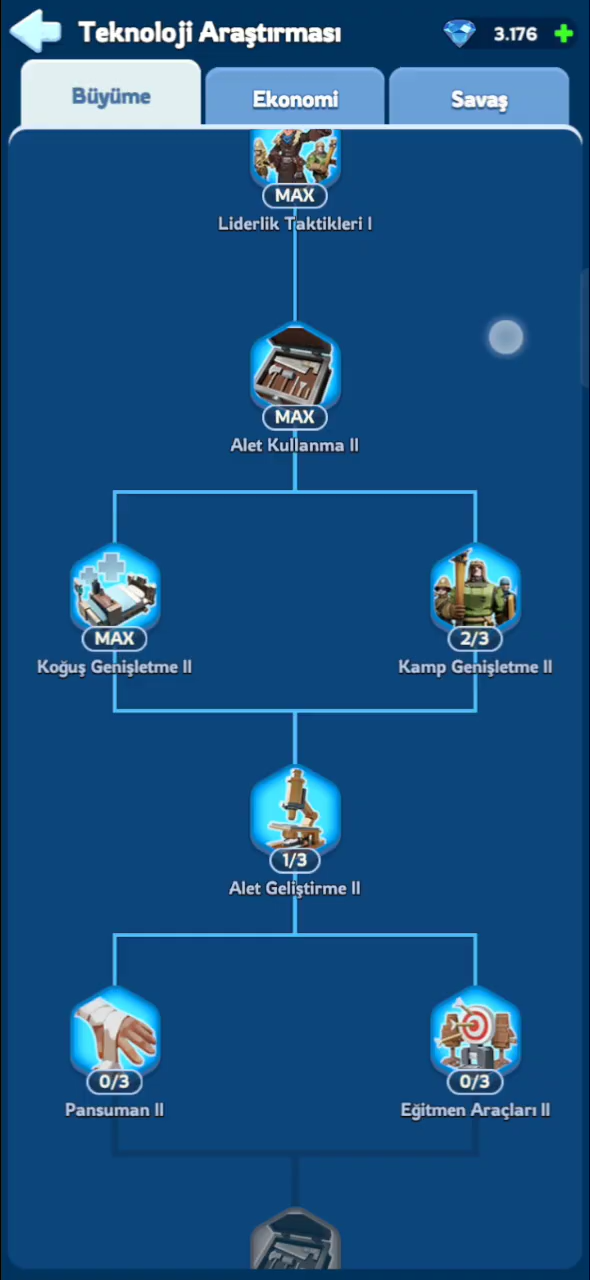 Teknoloji Araştırması
3.176
Büyüme
Ekonomi
Savaş
MAX
Liderlik Taktikleri I
MAX
Alet Kullanma II
MAX
Koğuş Genişletme II
2/3
Kamp Genişletme II
1/3
Alet Geliştirme II
0/3
Pansuman II
0/3
Eğitmen Araçları II